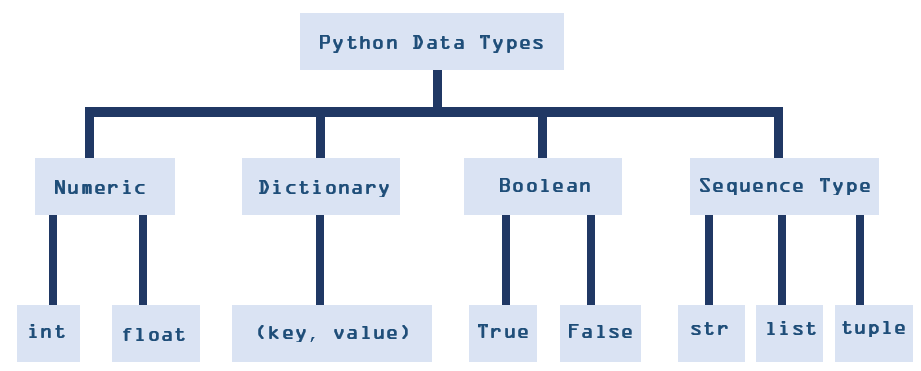 Python Data Types
Numeric
Dictionary
Boolean
Sequence Type
int
float
(key, value)
True
False
str
list
tuple